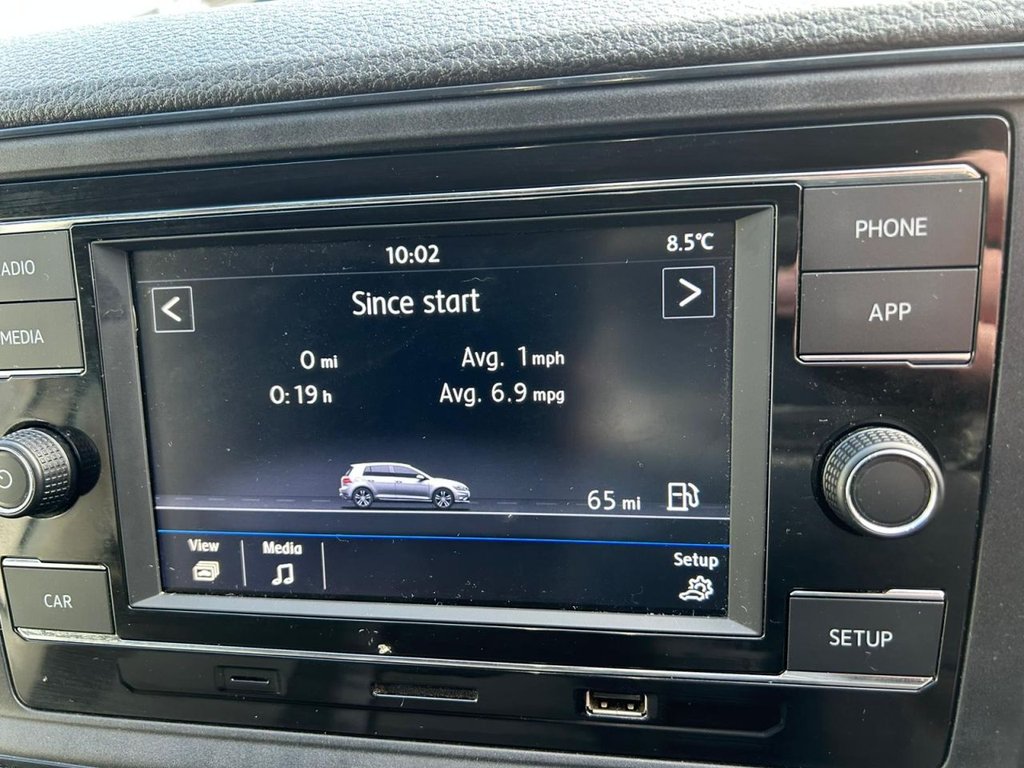 10:02
8.5°C
Since start
0 mi
Avg. 1 mph
0:19 h
Avg. 6.9 mpg
65 mi
View
Media
Setup
ADIO
MEDIA
CAR
PHONE
APP
SETUP